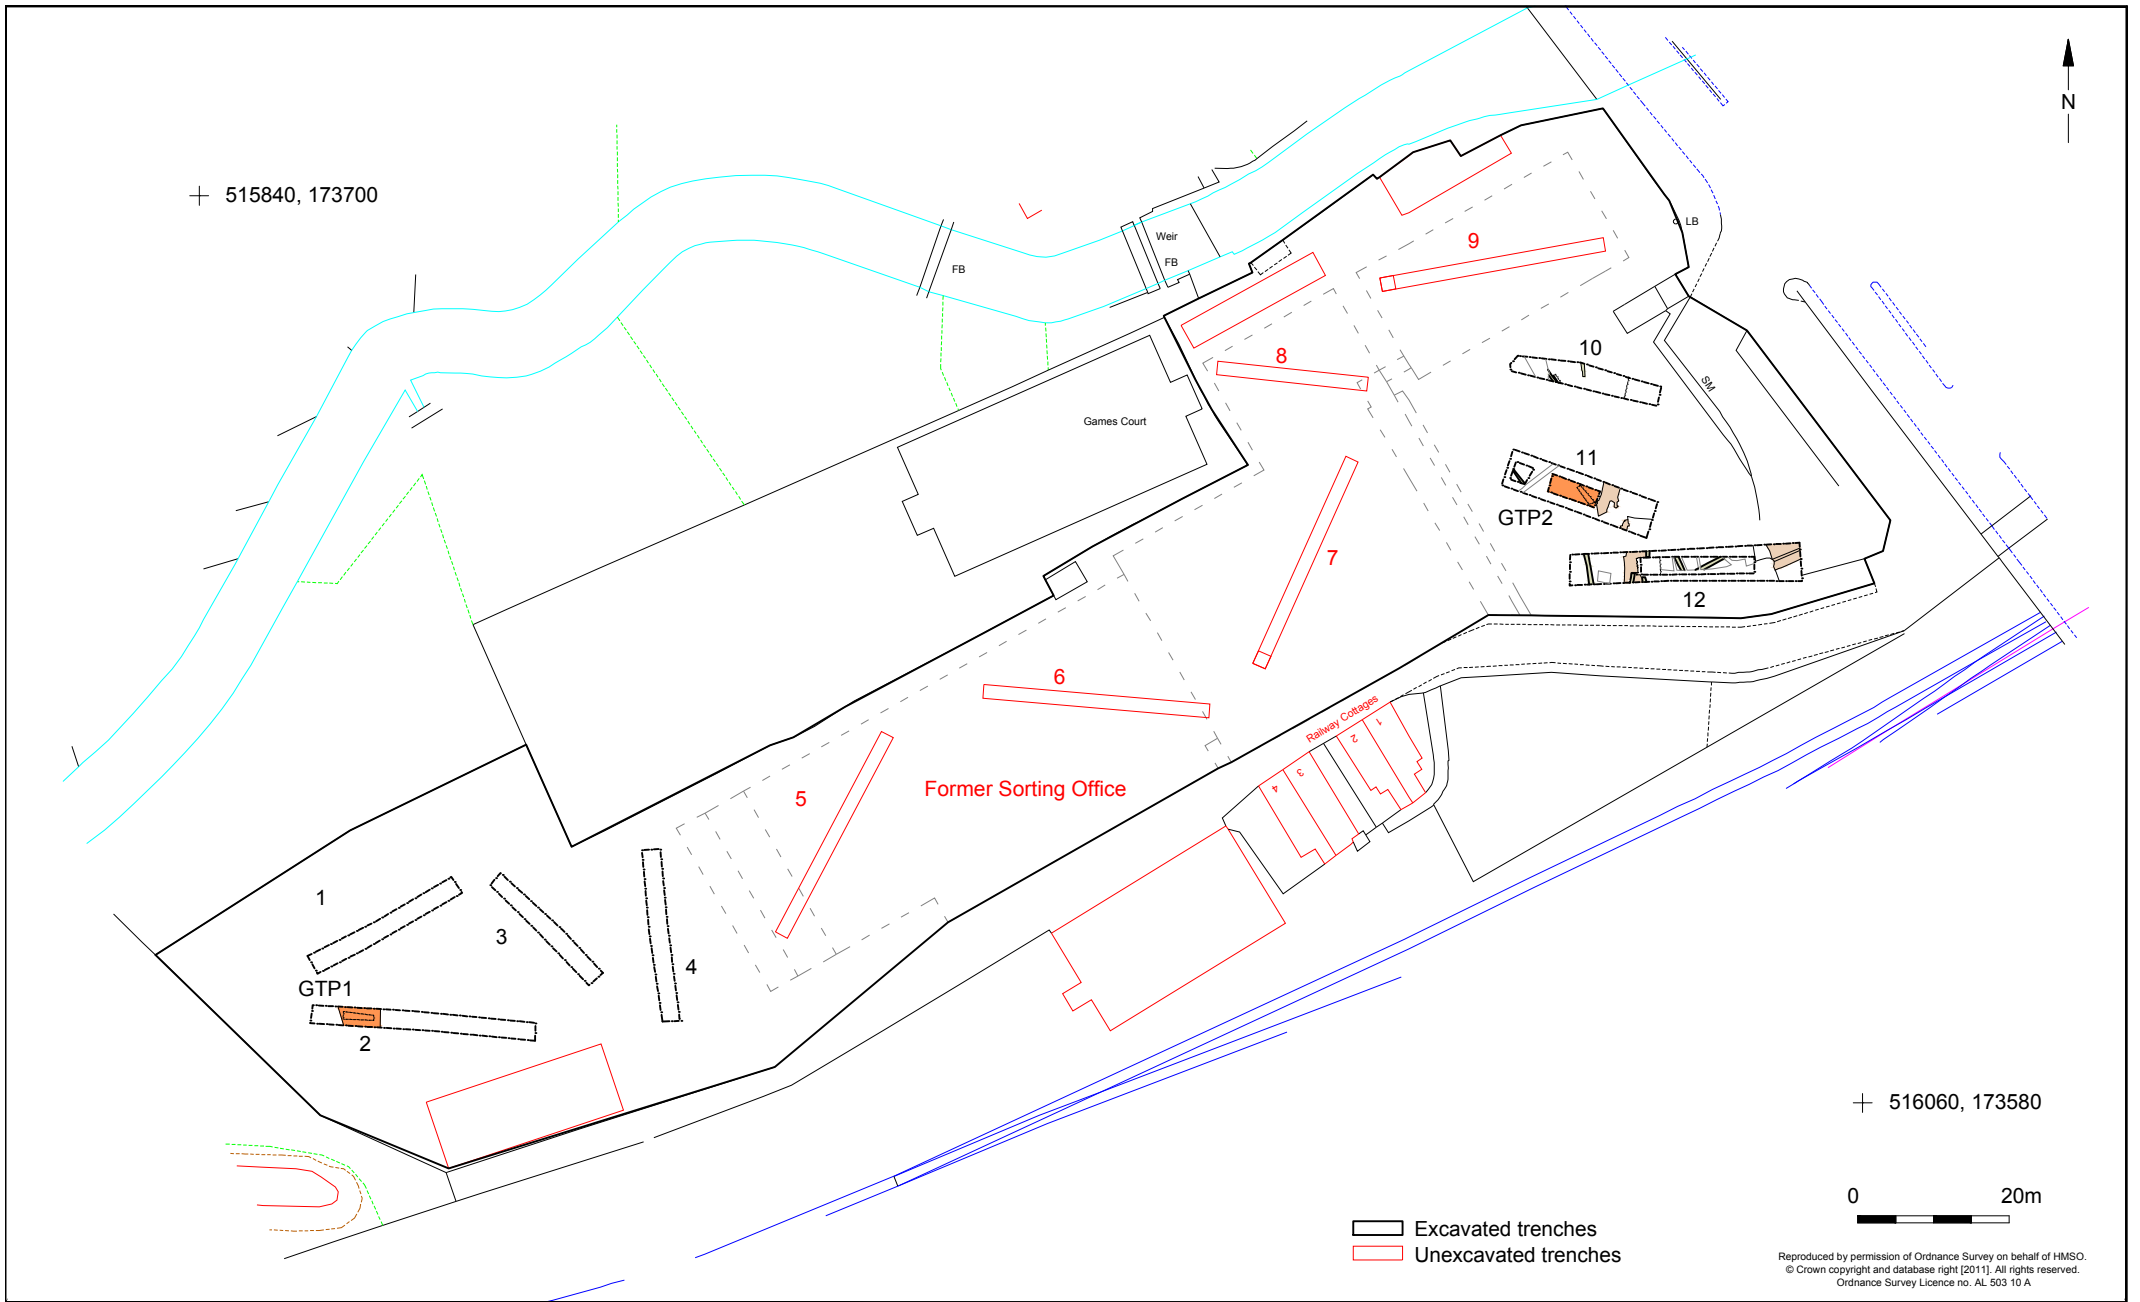 N
515840, 173700
LB
Weir
FB
FB
9
8
10
SM
Games Court
11
GTP2
7
12
6
Railway Cottages
1
2
3
4
Former Sorting Office
5
1
3
4
GTP1
2
516060, 173580
0 20m
Excavated trenches
Unexcavated trenches
Reproduced by permission of Ordnance Survey on behalf of HMSO.
© Crown copyright and database right [2011]. All rights reserved.
Ordnance Survey Licence no. AL 503 10 A